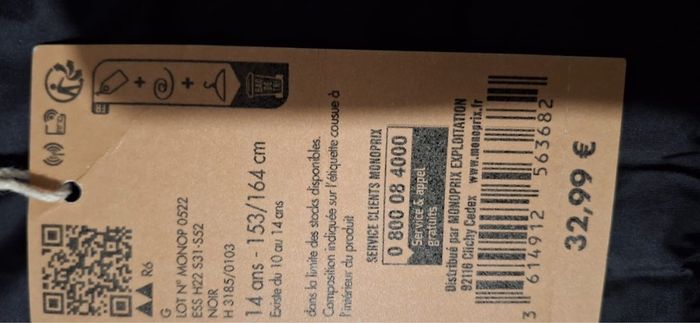 R6
G
LOT N° MONOP 0522
ESS H22 S31-S52
NOIR
H 3185/0103
14 ans - 153/164 cm
Existe du 10 au 14 ans
dans la limite des stocks disponibles.
Composition indiquée sur l'étiquette cousue à
l'intérieur du produit
SERVICE CLIENTS MONOPRIX
0 800 08 4000
Service & appel
gratuits
Distribué par MONOPRIX EXPLOITATION
92116 Clichy Cedex www.monoprix.fr
3 614912 563682
32,99 €